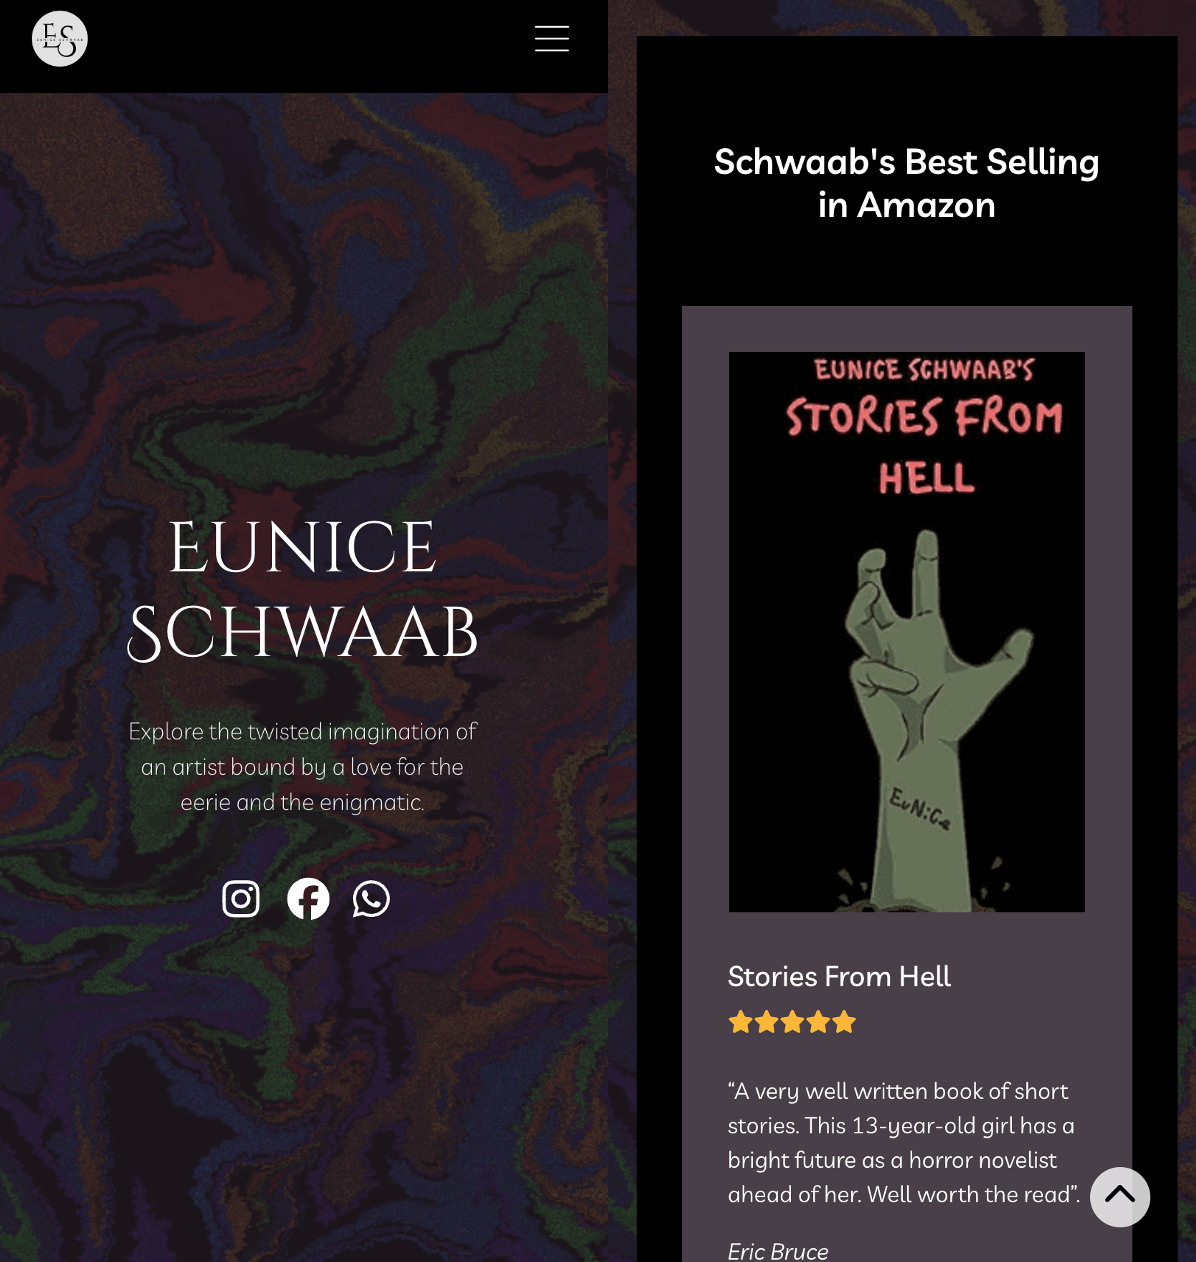 ES
Eunice
Schwaab
Explore the twisted imagination of
an artist bound by a love for the
eerie and the enigmatic.
Schwaab's Best Selling
in Amazon
EUNICE SCHWAAB'S
STORIES FROM
HELL
EuNiCe
Stories From Hell
“A very well written book of short
stories. This 13-year-old girl has a
bright future as a horror novelist
ahead of her. Well worth the read”.
Eric Bruce